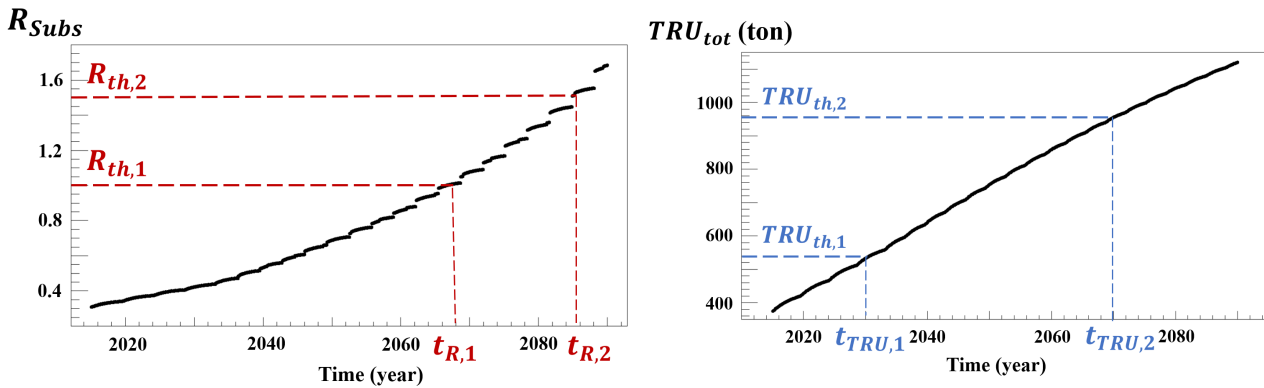 R_Subs
1.6
1.2
0.8
0.4
R_th,2
R_th,1
2020
2040
2060
2080
t_R,1
t_R,2
Time (year)
TRU_tot (ton)
1000
800
600
400
TRU_th,2
TRU_th,1
2020
2040
2060
2080
t_TRU,1
t_TRU,2
Time (year)